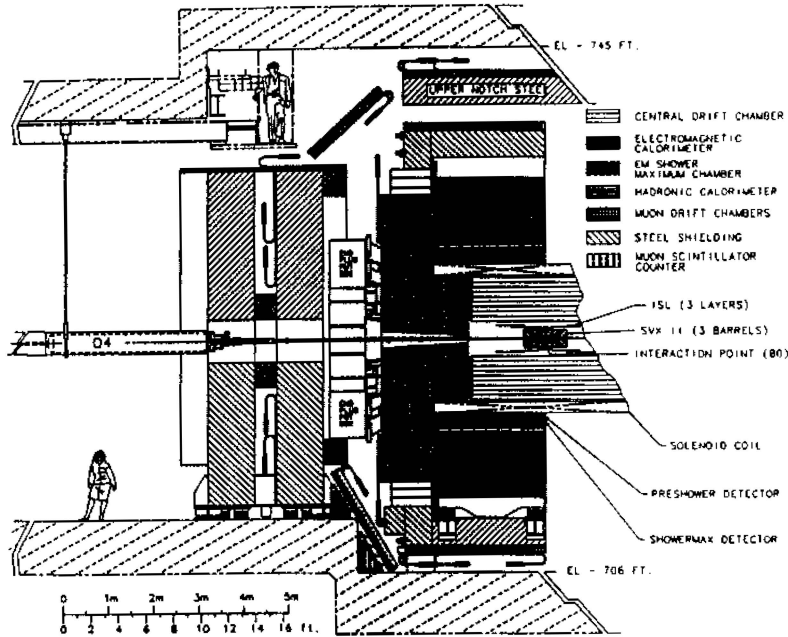 EL - 745 FT.
UPPER NOTCH STEEL
CENTRAL DRIFT CHAMBER
ELECTROMAGNETIC
CALORIMETER
EM SHOWER
MAXIMUM CHAMBER
HADRONIC CALORIMETER
MUON DRIFT CHAMBERS
STEEL SHIELDING
MUON SCINTILLATOR
COUNTER
ISL (3 LAYERS)
SVX II (3 BARRELS)
INTERACTION POINT (B0)
Q4
SOLENOID COIL
PRESHOWER DETECTOR
SHOWERMAX DETECTOR
EL - 706 FT.
0 1m 2m 3m 4m 5m
0 2 4 6 8 10 12 14 16 ft.